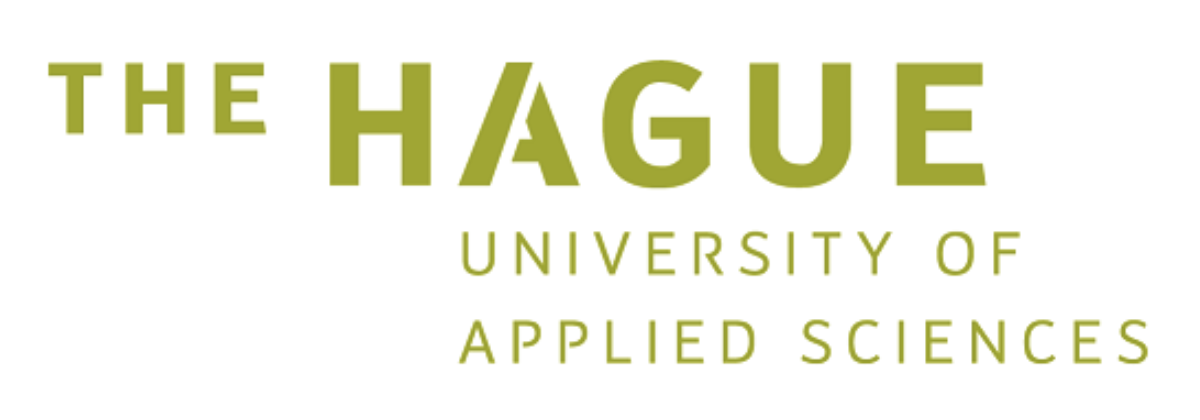 THE HAGUE
UNIVERSITY OF
APPLIED SCIENCES